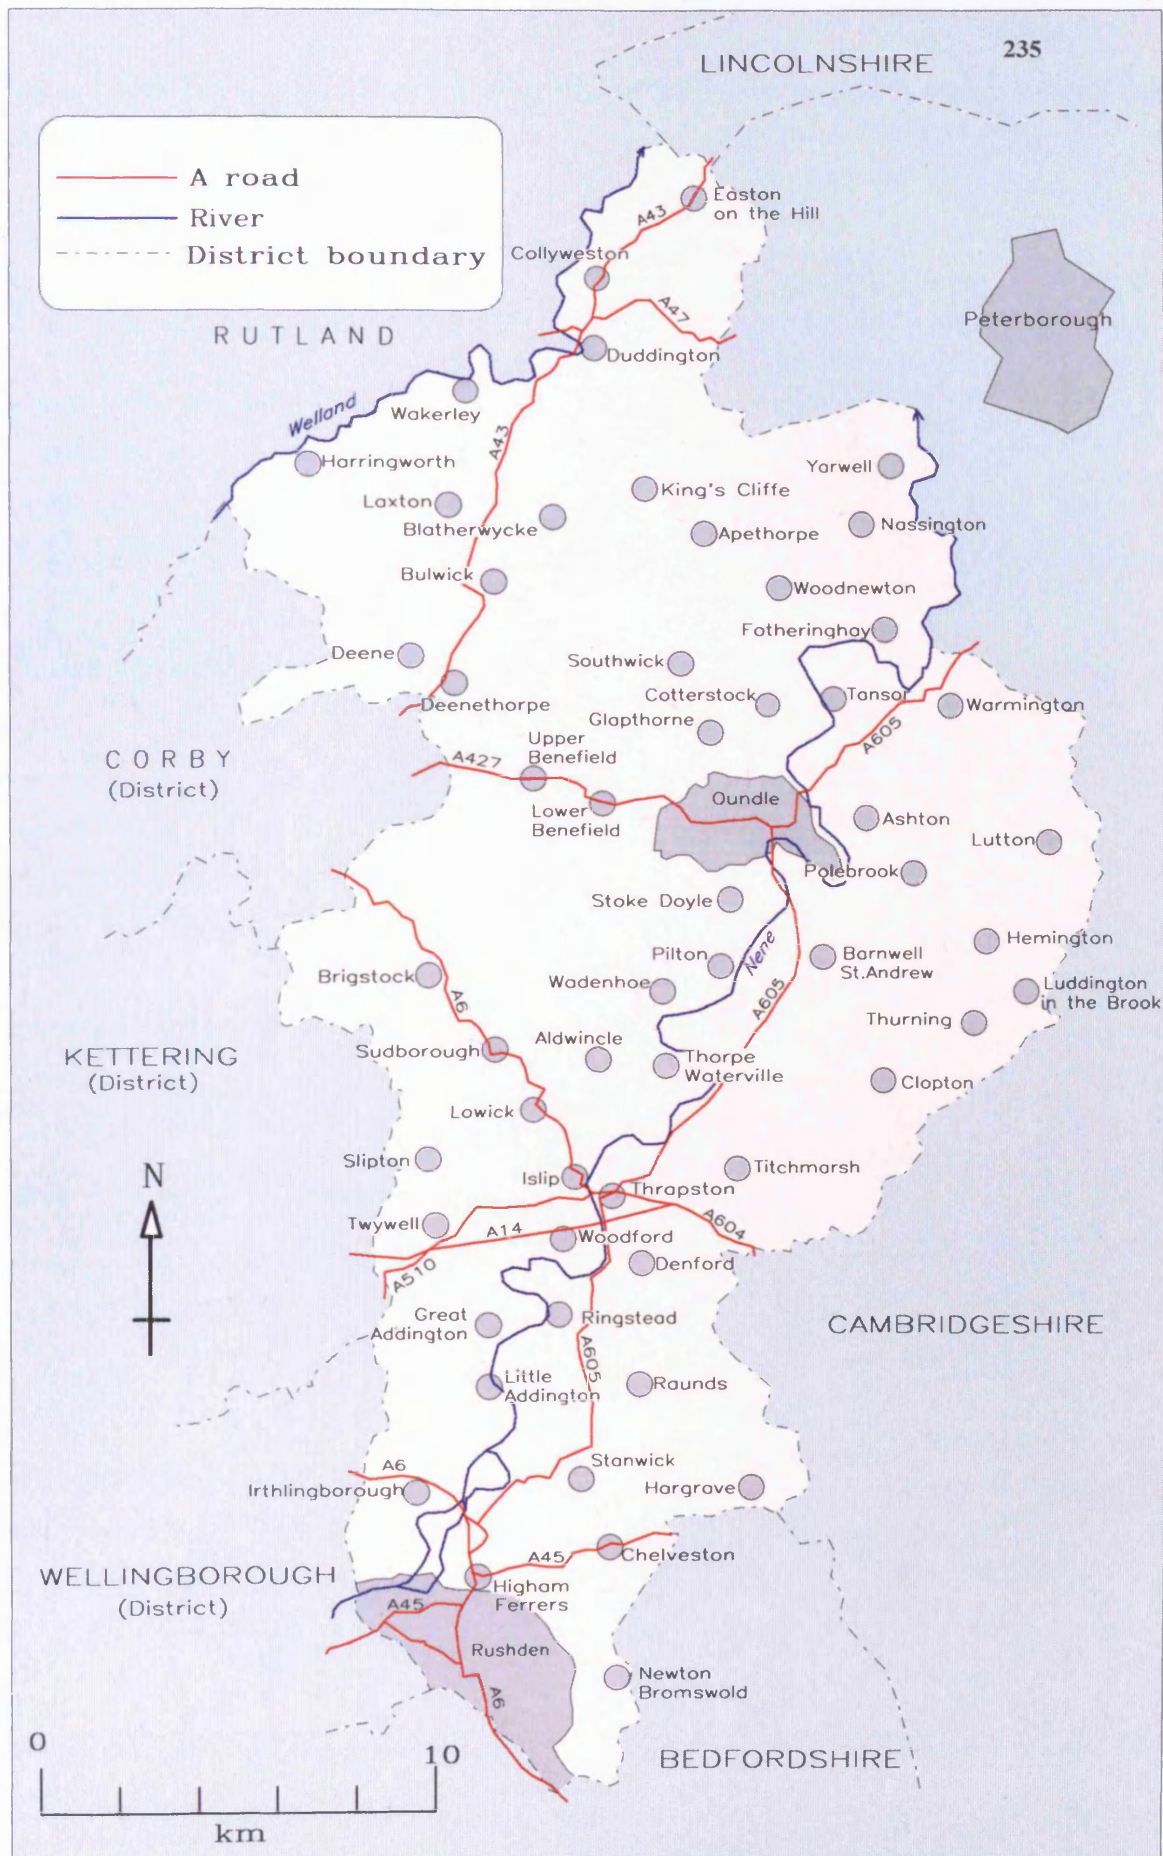 235
LINCOLNSHIRE
A road
River
District boundary
Easton
on the Hill
A43
Collyweston
A47
Peterborough
RUTLAND
Duddington
Welland
Wakerley
A43
Harringworth
Yarwell
King's Cliffe
Laxton
Blatherwycke
Apethorpe
Nassington
Bulwick
Woodnewton
Fotheringhay
Deene
Southwick
Deenethorpe
Cotterstock
Tansor
Warmington
Glapthorne
A605
Upper
Benefield
CORBY
(District)
A427
Oundle
Lower
Benefield
Ashton
Lutton
Polebrook
Stoke Doyle
Nene
Hemington
Pilton
Barnwell
St.Andrew
Brigstock
Wadenhoe
Luddington
in the Brook
A6
A605
Thurning
KETTERING
(District)
Sudborough
Aldwincle
Thorpe
Waterville
Clopton
Lowick
N
Slipton
Islip
Titchmarsh
Thrapston
Twywell
A14
Woodford
A604
A510
Denford
Great
Addington
Ringstead
CAMBRIDGESHIRE
A605
Little
Addington
Raunds
A6
Stanwick
Irthlingborough
Hargrave
WELLINGBOROUGH
(District)
A45
Chelveston
Higham
Ferrers
A45
Rushden
Newton
Bromswold
A6
0
10
km
BEDFORDSHIRE